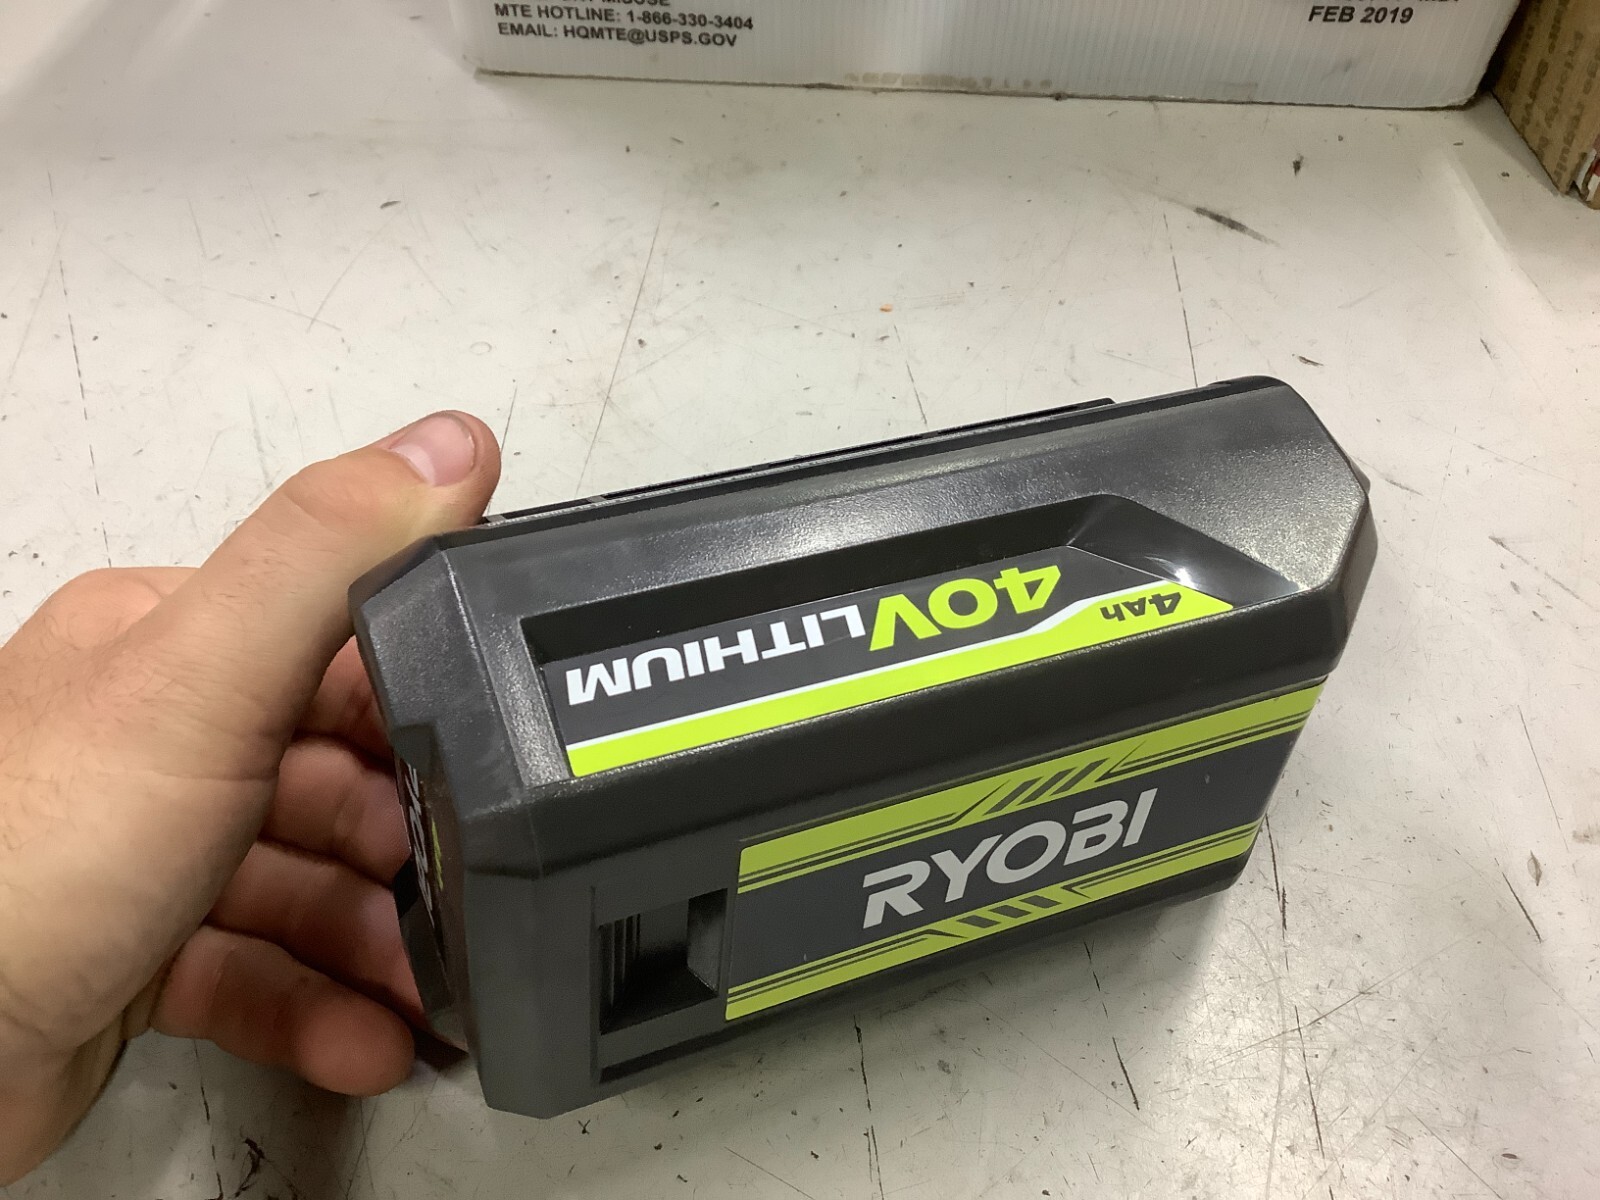 MTE HOTLINE: 1-866-330-3404
EMAIL: HQMTE@USPS.GOV
FEB 2019
40V LITHIUM
4Ah
RYOBI